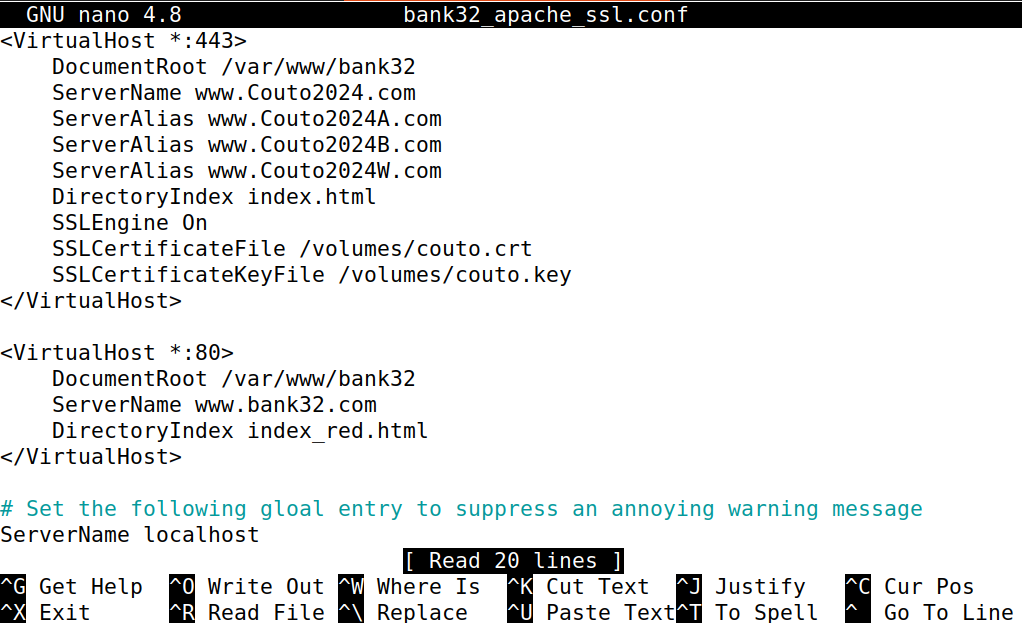 GNU nano 4.8 bank32_apache_ssl.conf
<VirtualHost *:443>
    DocumentRoot /var/www/bank32
    ServerName www.Couto2024.com
    ServerAlias www.Couto2024A.com
    ServerAlias www.Couto2024B.com
    ServerAlias www.Couto2024W.com
    DirectoryIndex index.html
    SSLEngine On
    SSLCertificateFile /volumes/couto.crt
    SSLCertificateKeyFile /volumes/couto.key
</VirtualHost>

<VirtualHost *:80>
    DocumentRoot /var/www/bank32
    ServerName www.bank32.com
    DirectoryIndex index_red.html
</VirtualHost>

# Set the following gloal entry to suppress an annoying warning message
ServerName localhost
[ Read 20 lines ]
^G Get Help ^O Write Out ^W Where Is ^K Cut Text ^J Justify ^C Cur Pos
^X Exit ^R Read File ^\ Replace ^U Paste Text ^T To Spell ^ Go To Line